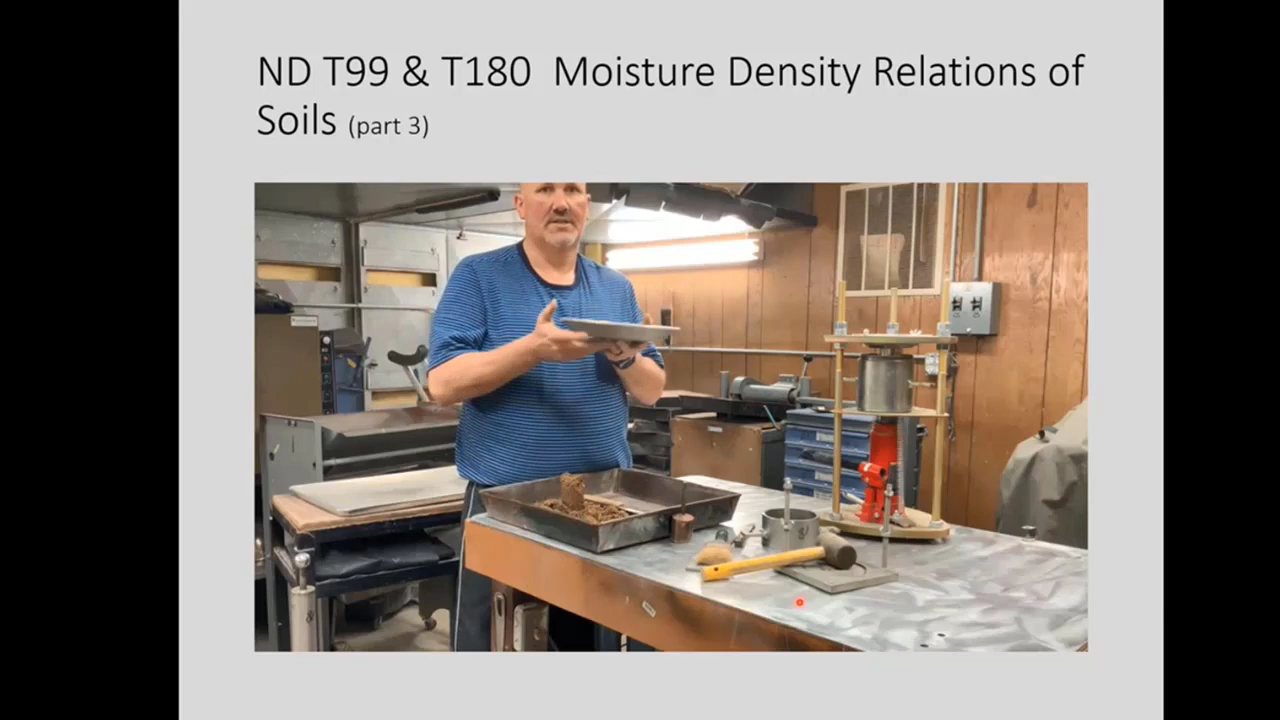 ND T99 & T180 Moisture Density Relations of
Soils (part 3)